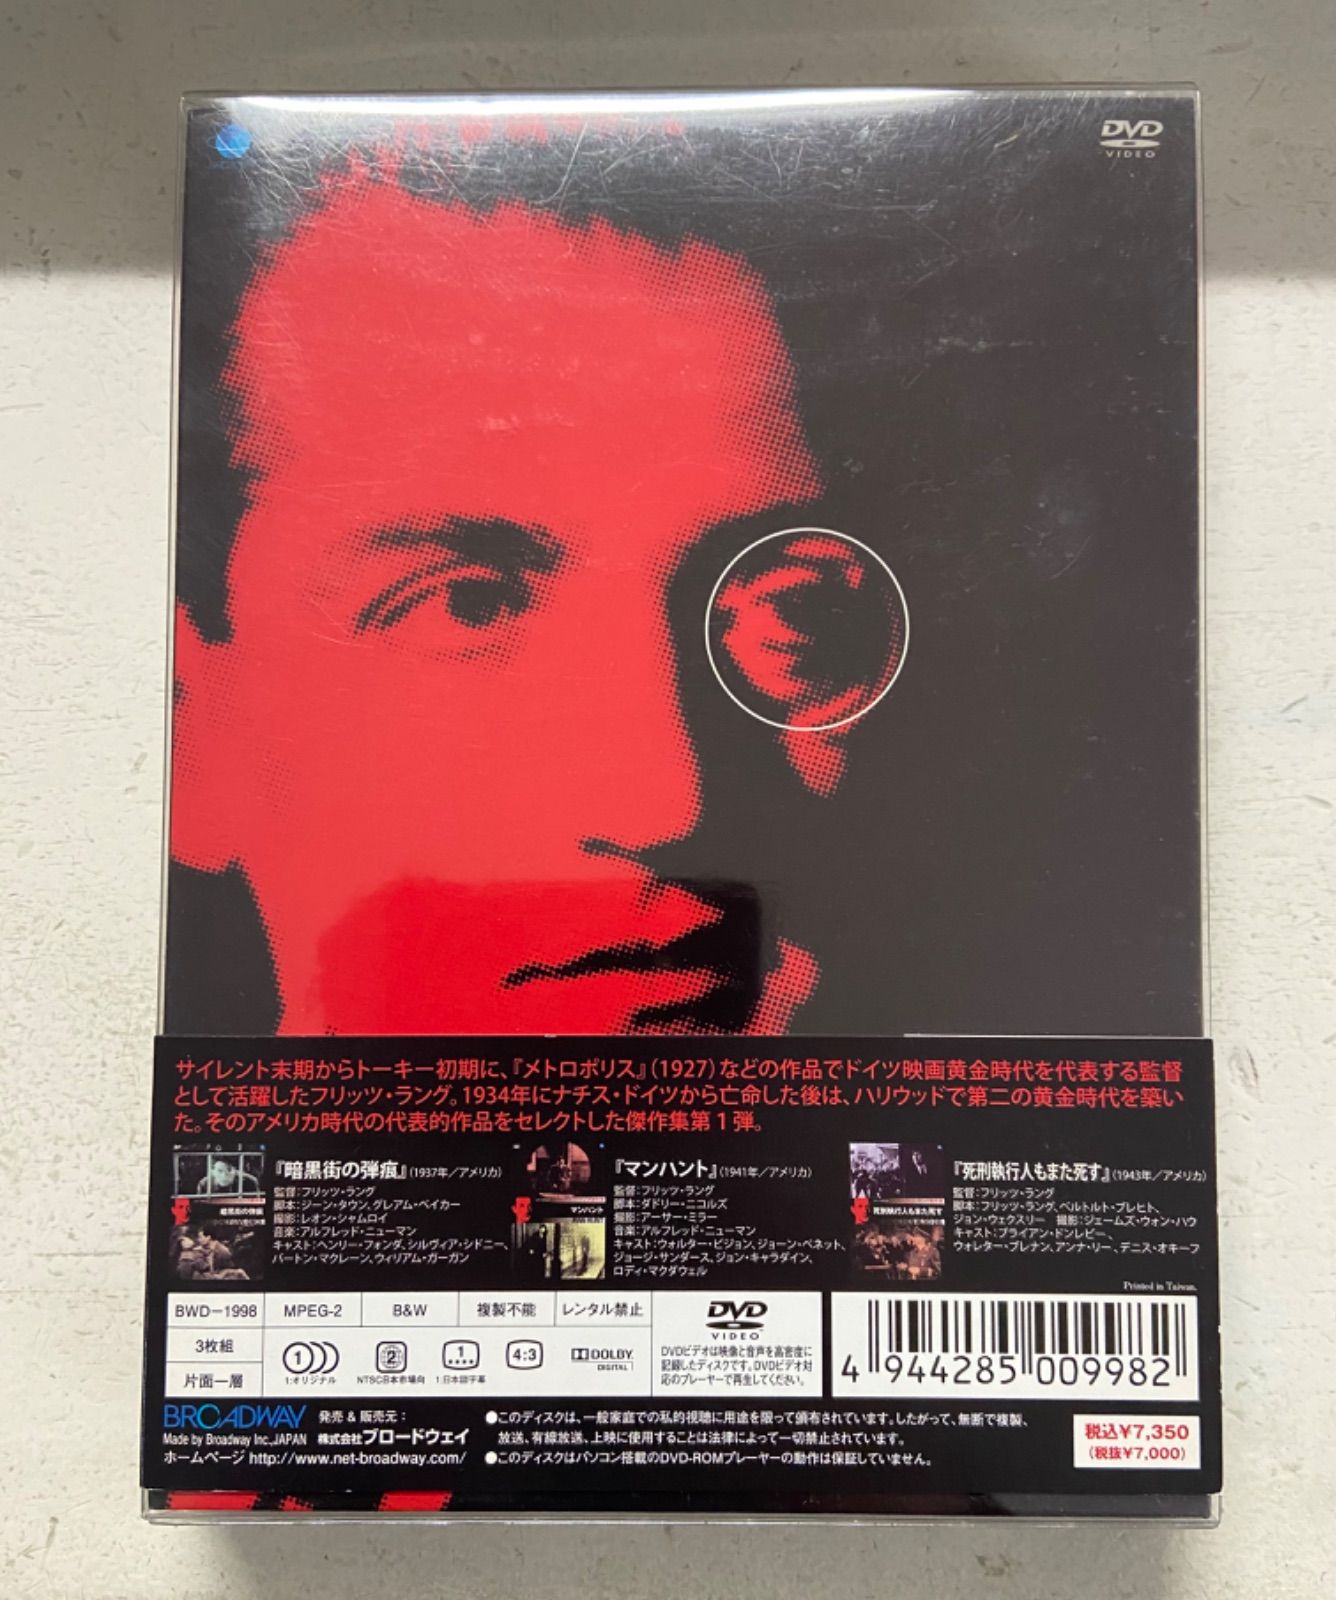 DVD
VIDEO
サイレント末期からトーキー初期に、『メトロポリス』(1927)などの作品でドイツ映画黄金時代を代表する監督
として活躍したフリッツ・ラング。1934年にナチス・ドイツから亡命した後は、ハリウッドで第二の黄金時代を築い
た。そのアメリカ時代の代表的作品をセレクトした傑作集第1弾。
『暗黒街の弾痕』(1937年/アメリカ)
監督:フリッツ・ラング
脚本:ジーン・タウン、グレアム・ベイカー
撮影:レオン・シャムロイ
音楽:アルフレッド・ニューマン
キャスト:ヘンリー・フォンダ、シルヴィア・シドニー、
バートン・マクレーン、ウィリアム・ガーガン
暗黒街の弾痕
『マンハント』(1941年/アメリカ)
監督:フリッツ・ラング
脚本:ダドリー・ニコルズ
撮影:アーサー・ミラー
音楽:アルフレッド・ニューマン
キャスト:ウォルター・ピジョン、ジョーン・ベネット、
ジョージ・サンダース、ジョン・キャラダイン、
ロディ・マクダウェル
マンハント
『死刑執行人もまた死す』(1943年/アメリカ)
監督:フリッツ・ラング
脚本:フリッツ・ラング、ベルトルト・ブレヒト、
ジョン・ウェクスリー 撮影:ジェームズ・ウォン・ハウ
キャスト:ブライアン・ドンレビー、
ウォルター・ブレナン、アンナ・リー、デニス・オキーフ
死刑執行人もまた死す
Printed in Taiwan.
BWD-1998
MPEG-2
B&W
複製不能
レンタル禁止
3枚組
片面一層
1
1:オリジナル
2
NTSC日本市場向
1
1:日本語字幕
4:3
DOLBY
DIGITAL
DVD
VIDEO
DVDビデオは映像と音声を高密度に
記録したディスクです。DVDビデオ対
応のプレーヤーで再生してください。
4 944285 009982
BROADWAY
Made by Broadway Inc.,JAPAN
発売 & 販売元:
株式会社ブロードウェイ
ホームページ http://www.net-broadway.com/
●このディスクは、一般家庭での私的視聴に用途を限って頒布されています。したがって、無断で複製、
放送、有線放送、上映に使用することは法律によって一切禁止されています。
●このディスクはパソコン搭載のDVD-ROMプレーヤーの動作は保証していません。
税込¥7,350
(税抜¥7,000)